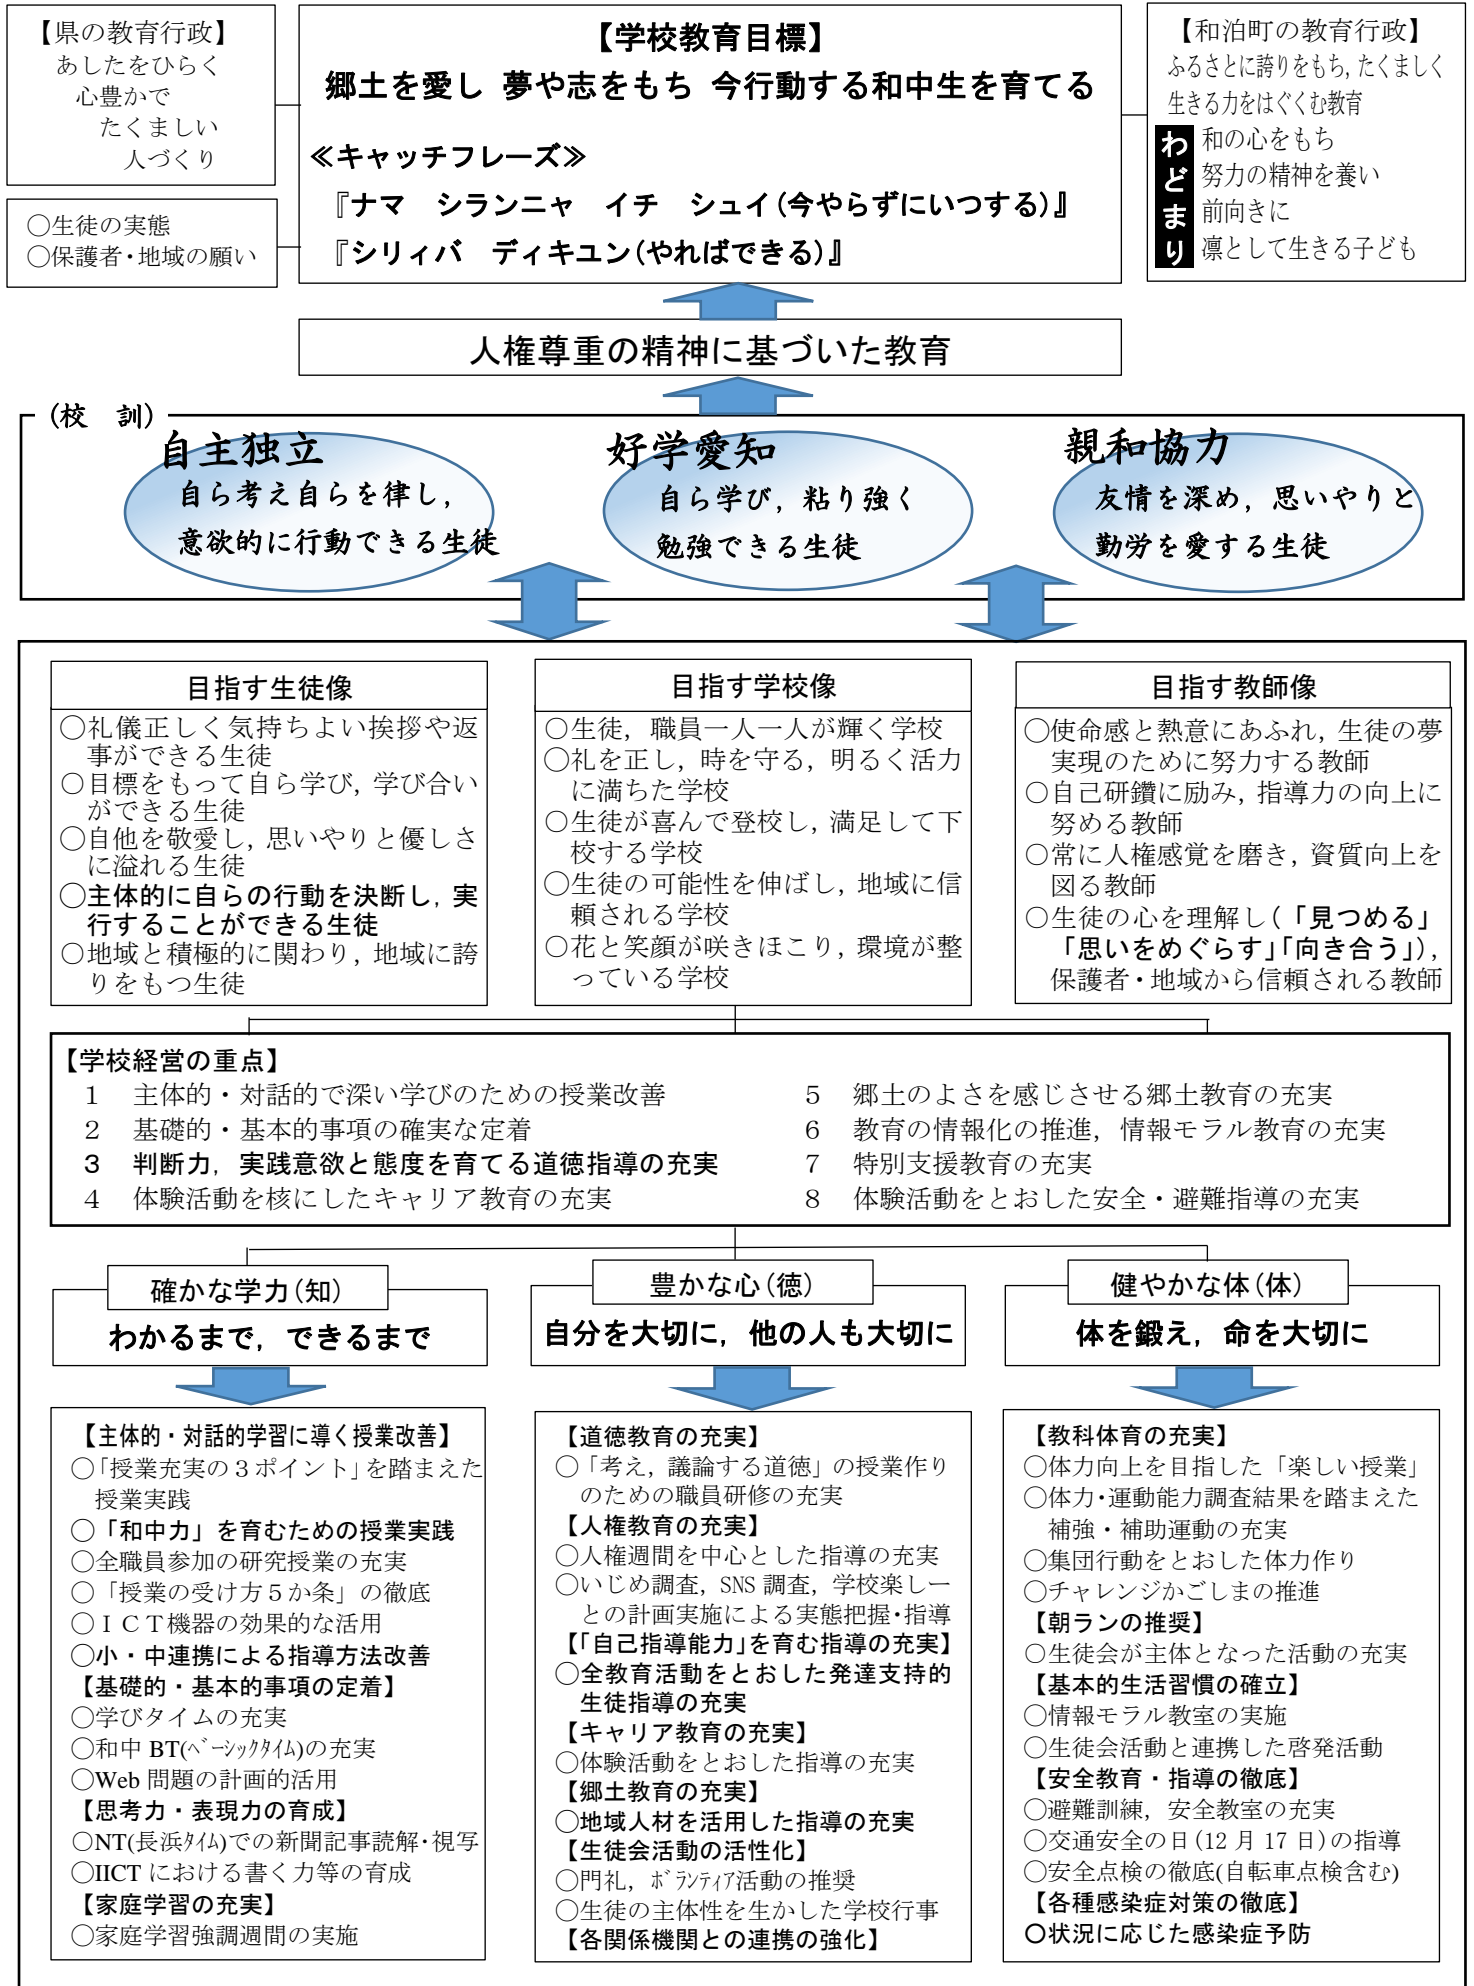 【県の教育行政】
あしたをひらく
心豊かで
たくましい
人づくり
○生徒の実態
○保護者・地域の願い
【学校教育目標】
郷土を愛し 夢や志をもち 今行動する和中生を育てる
≪キャッチフレーズ≫
『ナマ　シランニャ　イチ　シュイ(今やらずにいつする)』
『シリィバ　ディキユン(やればできる)』
【和泊町の教育行政】
ふるさとに誇りをもち,たくましく
生きる力をはぐくむ教育
わ 和の心をもち
ど 努力の精神を養い
ま 前向きに
り 凛として生きる子ども
人権尊重の精神に基づいた教育
(校　訓)
自主独立
自ら考え自らを律し,
意欲的に行動できる生徒
好学愛知
自ら学び, 粘り強く
勉強できる生徒
親和協力
友情を深め, 思いやりと
勤労を愛する生徒
目指す生徒像
○礼儀正しく気持ちよい挨拶や返
事ができる生徒
○目標をもって自ら学び, 学び合い
ができる生徒
○自他を敬愛し, 思いやりと優しさ
に溢れる生徒
○主体的に自らの行動を決断し, 実
行することができる生徒
○地域と積極的に関わり, 地域に誇
りをもつ生徒
目指す学校像
○生徒, 職員一人一人が輝く学校
○礼を正し, 時を守る, 明るく活力
に満ちた学校
○生徒が喜んで登校し, 満足して下
校する学校
○生徒の可能性を伸ばし, 地域に信
頼される学校
○花と笑顔が咲きほこり, 環境が整
っている学校
目指す教師像
○使命感と熱意にあふれ, 生徒の夢
実現のために努力する教師
○自己研鑽に励み, 指導力の向上に
努める教師
○常に人権感覚を磨き, 資質向上を
図る教師
○生徒の心を理解し(「見つめる」
「思いをめぐらす」「向き合う」),
保護者・地域から信頼される教師
【学校経営の重点】
１　主体的・対話的で深い学びのための授業改善
２　基礎的・基本的事項の確実な定着
３　判断力, 実践意欲と態度を育てる道徳指導の充実
４　体験活動を核にしたキャリア教育の充実
５　郷土のよさを感じさせる郷土教育の充実
６　教育の情報化の推進, 情報モラル教育の充実
７　特別支援教育の充実
８　体験活動をとおした安全・避難指導の充実
確かな学力(知)
わかるまで, できるまで
豊かな心(徳)
自分を大切に, 他の人も大切に
健やかな体(体)
体を鍛え, 命を大切に
【主体的・対話的学習に導く授業改善】
○「授業充実の３ポイント」を踏まえた
授業実践
○「和中力」を育むための授業実践
○全職員参加の研究授業の充実
○「授業の受け方５か条」の徹底
○ＩＣＴ機器の効果的な活用
○小・中連携による指導方法改善
【基礎的・基本的事項の定着】
○学びタイムの充実
○和中 BT(ﾍﾞｰｼｯｸﾀｲﾑ)の充実
○Web 問題の計画的活用
【思考力・表現力の育成】
○NT(長浜ﾀｲﾑ)での新聞記事読解・視写
○IICT における書く力等の育成
【家庭学習の充実】
○家庭学習強調週間の実施
【道徳教育の充実】
○「考え, 議論する道徳」の授業作り
のための職員研修の充実
【人権教育の充実】
○人権週間を中心とした指導の充実
○いじめ調査, SNS 調査, 学校楽しー
との計画実施による実態把握・指導
【「自己指導能力」を育む指導の充実】
○全教育活動をとおした発達支持的
生徒指導の充実
【キャリア教育の充実】
○体験活動をとおした指導の充実
【郷土教育の充実】
○地域人材を活用した指導の充実
【生徒会活動の活性化】
○門礼, ﾎﾞﾗﾝﾃｨｱ活動の推奨
○生徒の主体性を生かした学校行事
【各関係機関との連携の強化】
【教科体育の充実】
○体力向上を目指した「楽しい授業」
○体力・運動能力調査結果を踏まえた
補強・補助運動の充実
○集団行動をとおした体力作り
○チャレンジかごしまの推進
【朝ランの推奨】
○生徒会が主体となった活動の充実
【基本的生活習慣の確立】
○情報モラル教室の実施
○生徒会活動と連携した啓発活動
【安全教育・指導の徹底】
○避難訓練, 安全教室の充実
○交通安全の日(12 月 17 日)の指導
○安全点検の徹底(自転車点検含む)
【各種感染症対策の徹底】
○状況に応じた感染症予防